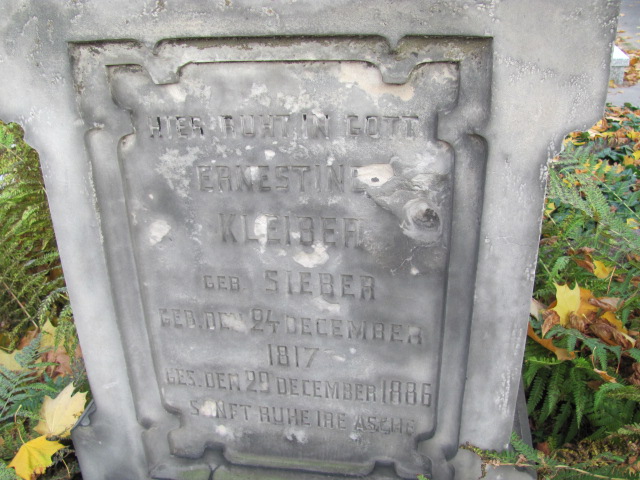 HIER RUHT IN GOTT
ERNESTINE
KLEIBER
GEB. SIEBER
GEB. DEN 24 DECEMBER
1817
GES. DEN 29 DECEMBER 1886
SANFT RUHE IRE ASCHE